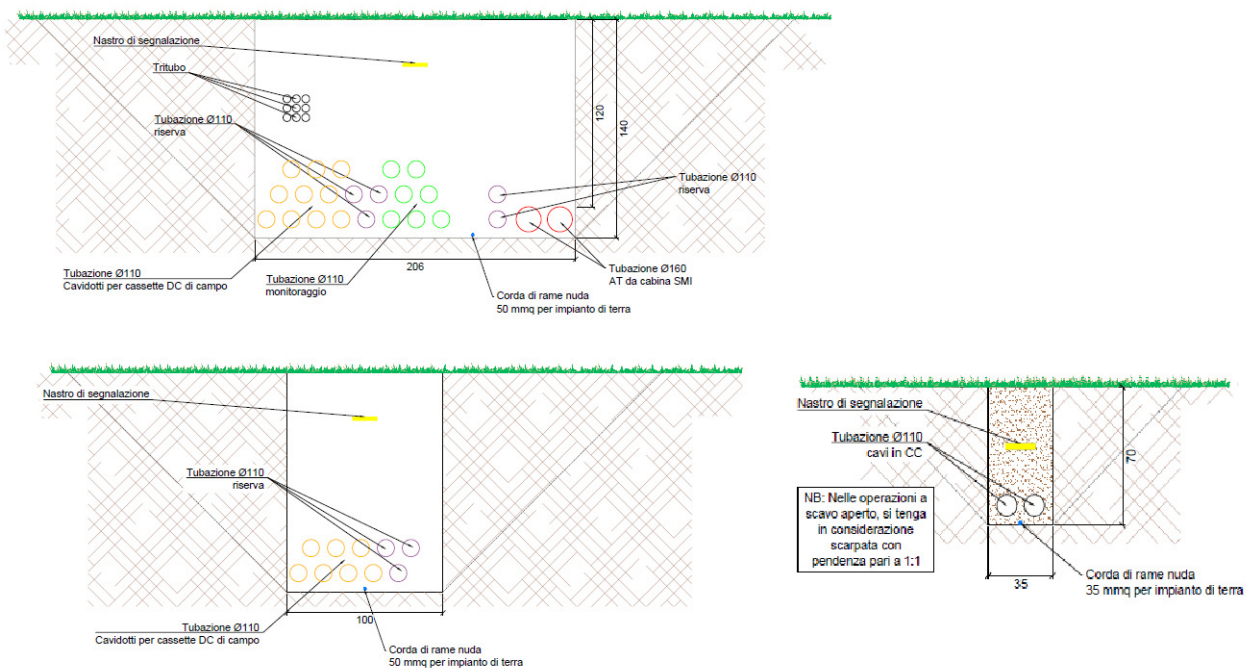 Nastro di segnalazione
Tritubo
Tubazione Ø110
riserva
120
140
Tubazione Ø110
riserva
206
Tubazione Ø110
Cavidotti per cassette DC di campo
Tubazione Ø110
monitoraggio
Corda di rame nuda
50 mmq per impianto di terra
Tubazione Ø160
AT da cabina SMI
Nastro di segnalazione
Tubazione Ø110
riserva
100
Tubazione Ø110
Cavidotti per cassette DC di campo
Corda di rame nuda
50 mmq per impianto di terra
Nastro di segnalazione
Tubazione Ø110
cavi in CC
70
NB: Nelle operazioni a
scavo aperto, si tenga
in considerazione
scarpata con
pendenza pari a 1:1
35
Corda di rame nuda
35 mmq per impianto di terra